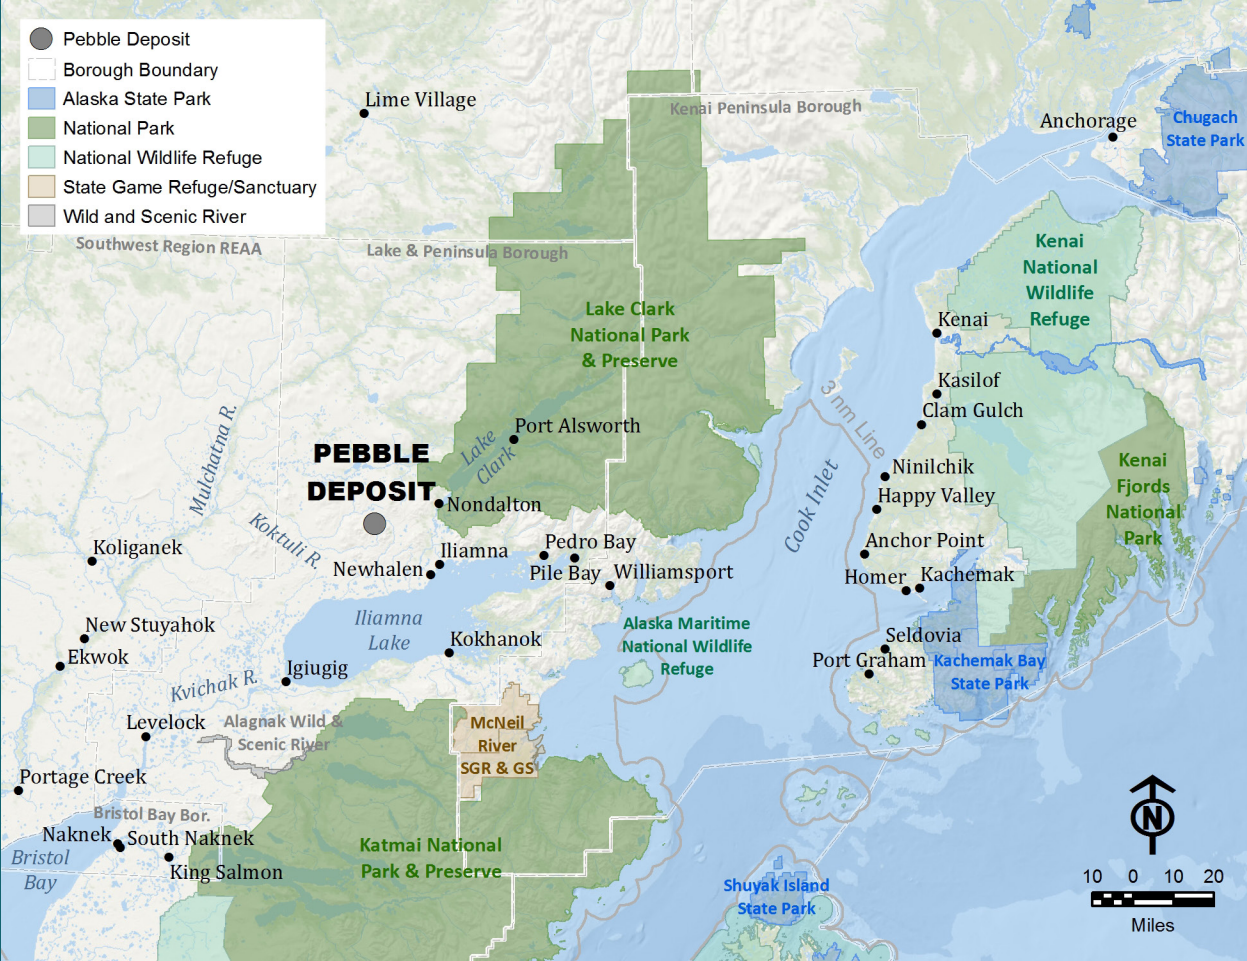 Pebble Deposit
Borough Boundary
Alaska State Park
National Park
National Wildlife Refuge
State Game Refuge/Sanctuary
Wild and Scenic River
Lime Village
Kenai Peninsula Borough
Anchorage
Chugach
State Park
Southwest Region REAA
Lake & Peninsula Borough
Kenai
National
Wildlife
Refuge
Lake Clark
National Park
& Preserve
Kenai
Kasilof
Clam Gulch
3 nm Line
Mulchatna R.
Port Alsworth
Lake
Clark
PEBBLE
DEPOSIT
Nondalton
Cook Inlet
Ninilchik
Happy Valley
Kenai
Fjords
National
Park
Koktuli R.
Koliganek
Iliamna
Newhalen
Pedro Bay
Pile Bay
Williamsport
Anchor Point
Homer
Kachemak
Iliamna
Lake
Kokhanok
Alaska Maritime
National Wildlife
Refuge
New Stuyahok
Ekwok
Igiugig
Kvichak R.
Seldovia
Port Graham
Kachemak Bay
State Park
Levelock
Alagnak Wild &
Scenic River
McNeil
River
SGR & GS
Portage Creek
Bristol Bay Bor.
Naknek
South Naknek
King Salmon
Bristol
Bay
Katmai National
Park & Preserve
Shuyak Island
State Park
N
10 0 10 20
Miles